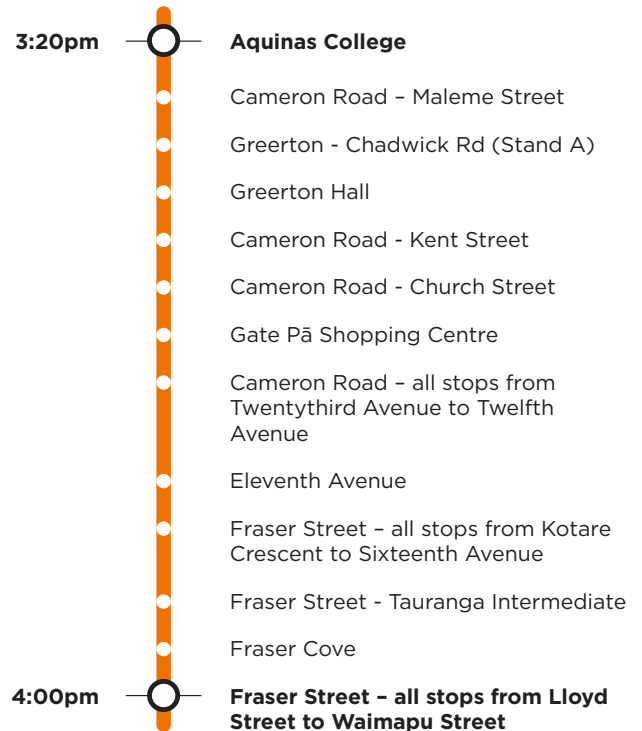 3:20pm Aquinas College
Cameron Road – Maleme Street
Greerton - Chadwick Rd (Stand A)
Greerton Hall
Cameron Road - Kent Street
Cameron Road - Church Street
Gate Pā Shopping Centre
Cameron Road – all stops from
Twentythird Avenue to Twelfth
Avenue
Eleventh Avenue
Fraser Street – all stops from Kotare
Crescent to Sixteenth Avenue
Fraser Street - Tauranga Intermediate
Fraser Cove
4:00pm Fraser Street – all stops from Lloyd
Street to Waimapu Street